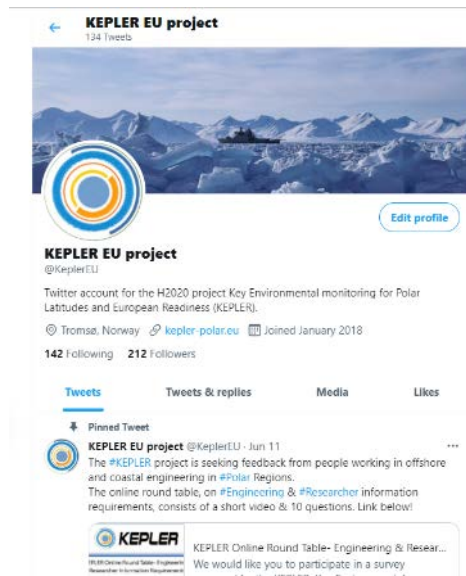 KEPLER EU project
134 Tweets
Edit profile
KEPLER EU project
@KeplerEU
Twitter account for the H2020 project Key Environmental monitoring for Polar
Latitudes and European Readiness (KEPLER).
Tromsø, Norway kepler-polar.eu Joined January 2018
142 Following 212 Followers
Tweets Tweets & replies Media Likes
Pinned Tweet
KEPLER EU project @KeplerEU · Jun 11 ...
The #KEPLER project is seeking feedback from people working in offshore
and coastal engineering in #Polar Regions.
The online round table, on #Engineering & #Researcher information
requirements, consists of a short video & 10 questions. Link below!
KEPLER
KEPLER Online Round Table- Engineering & Resear...
We would like you to participate in a survey